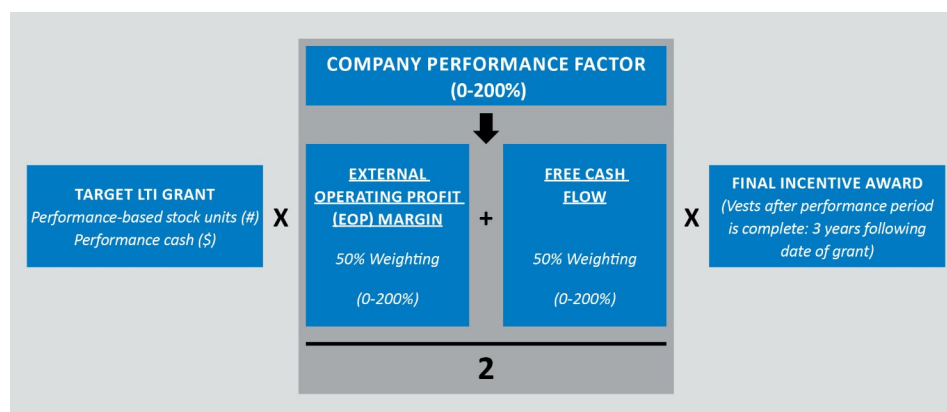 COMPANY PERFORMANCE FACTOR
(0-200%)
TARGET LTI GRANT
Performance-based stock units (#)
Performance cash ($)
X
EXTERNAL
OPERATING PROFIT
(EOP) MARGIN
50% Weighting
(0-200%)
+
FREE CASH
FLOW
50% Weighting
(0-200%)
2
X
FINAL INCENTIVE AWARD
(Vests after performance period
is complete: 3 years following
date of grant)